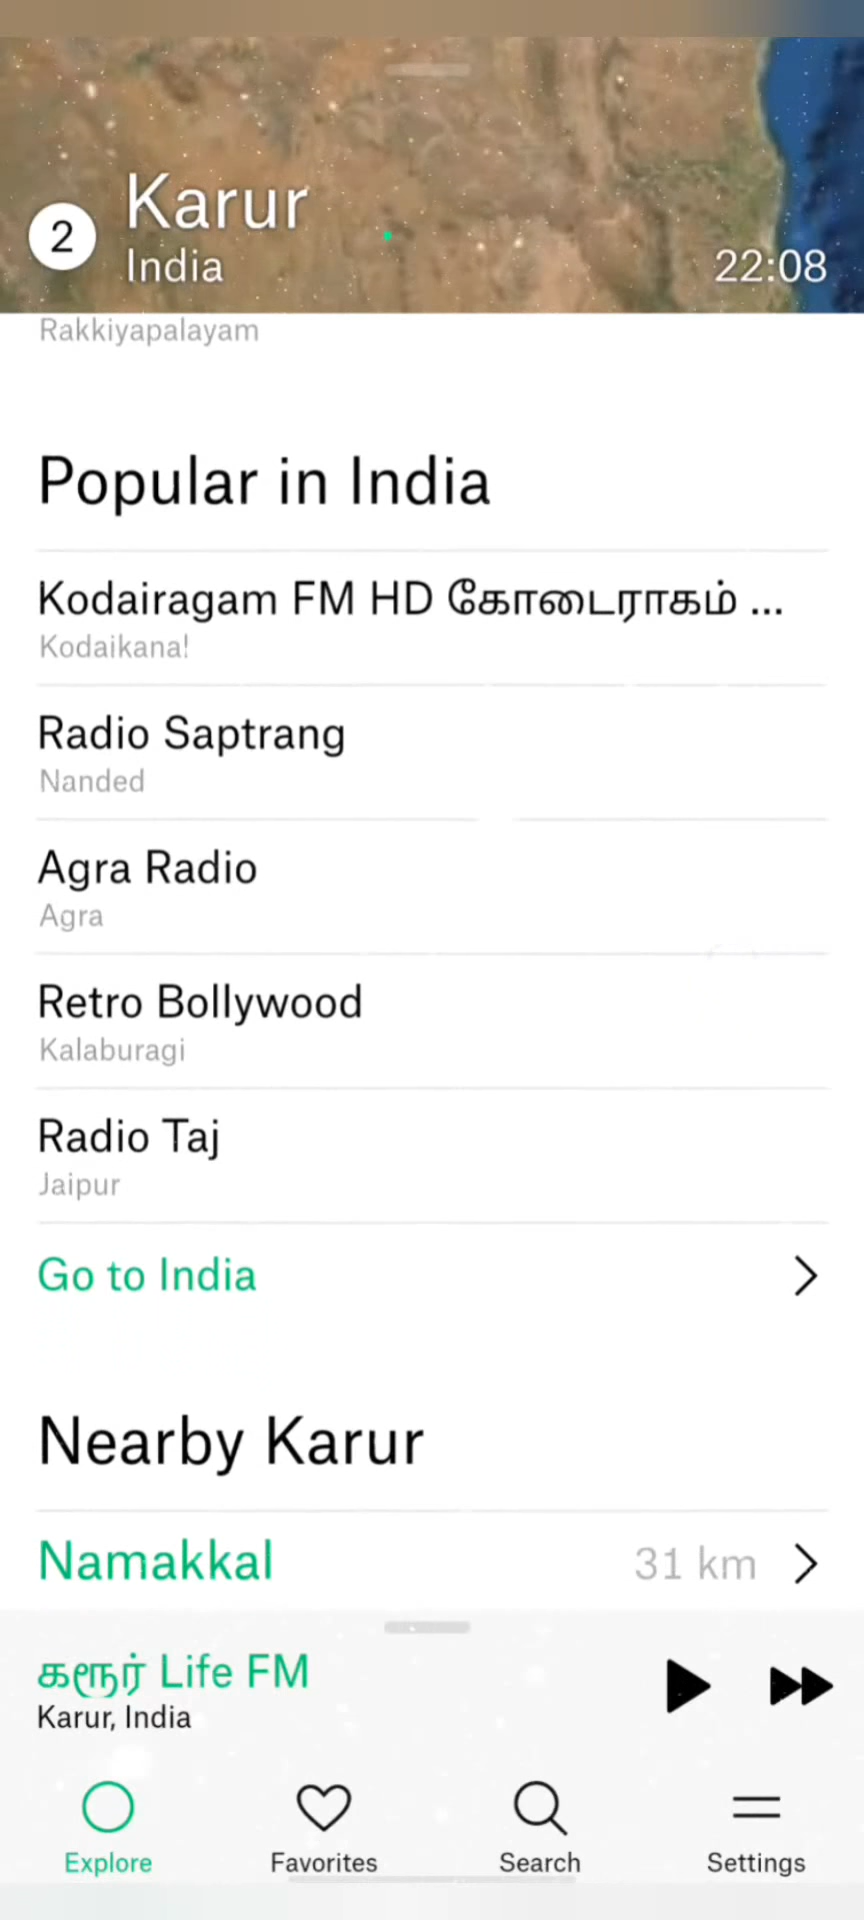 Karur
2
India
22:08
Rakkiyapalayam
Popular in India
Kodairagam FM HD கோடைராகம் ...
Kodaikana!
Radio Saptrang
Nanded
Agra Radio
Agra
Retro Bollywood
Kalaburagi
Radio Taj
Jaipur
Go to India
Nearby Karur
Namakkal 31 km
கரூர் Life FM
Karur, India
Explore Favorites Search Settings